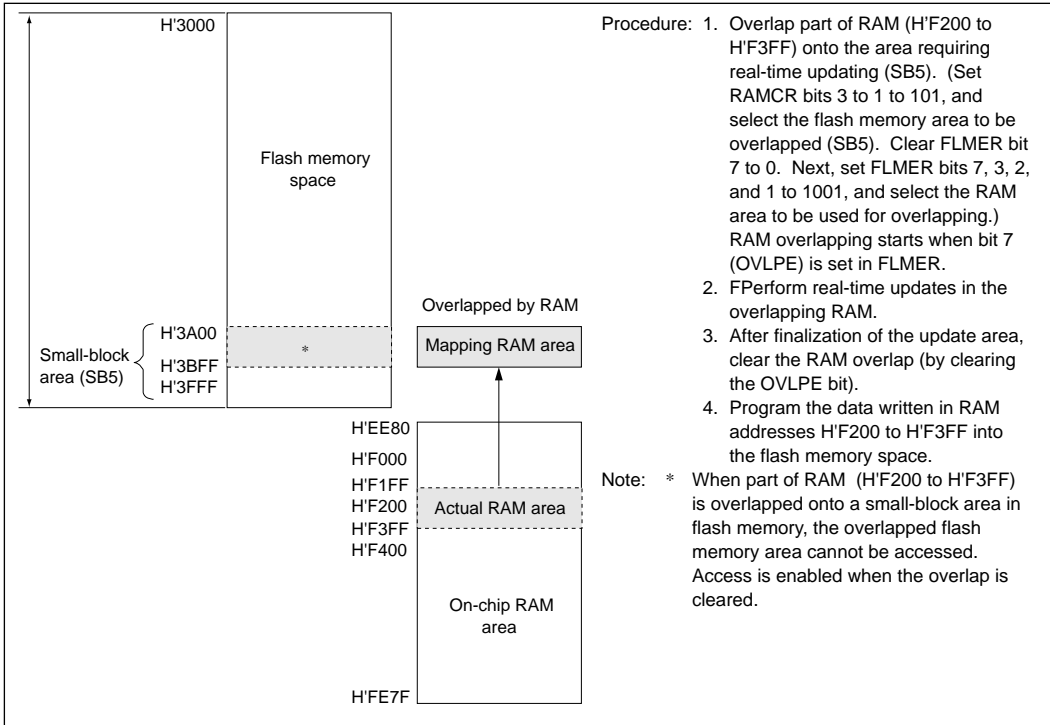 H'3000
Flash memory
space
H'3A00
*
Small-block
area (SB5)
H'3BFF
H'3FFF
Overlapped by RAM
Mapping RAM area
H'EE80
H'F000
H'F1FF
H'F200
Actual RAM area
H'F3FF
H'F400
On-chip RAM
area
H'FE7F
Procedure: 1. Overlap part of RAM (H'F200 to
H'F3FF) onto the area requiring
real-time updating (SB5). (Set
RAMCR bits 3 to 1 to 101, and
select the flash memory area to be
overlapped (SB5). Clear FLMER bit
7 to 0. Next, set FLMER bits 7, 3, 2,
and 1 to 1001, and select the RAM
area to be used for overlapping.)
RAM overlapping starts when bit 7
(OVLPE) is set in FLMER.
2. FPerform real-time updates in the
overlapping RAM.
3. After finalization of the update area,
clear the RAM overlap (by clearing
the OVLPE bit).
4. Program the data written in RAM
addresses H'F200 to H'F3FF into
the flash memory space.
Note: * When part of RAM (H'F200 to H'F3FF)
is overlapped onto a small-block area in
flash memory, the overlapped flash
memory area cannot be accessed.
Access is enabled when the overlap is
cleared.